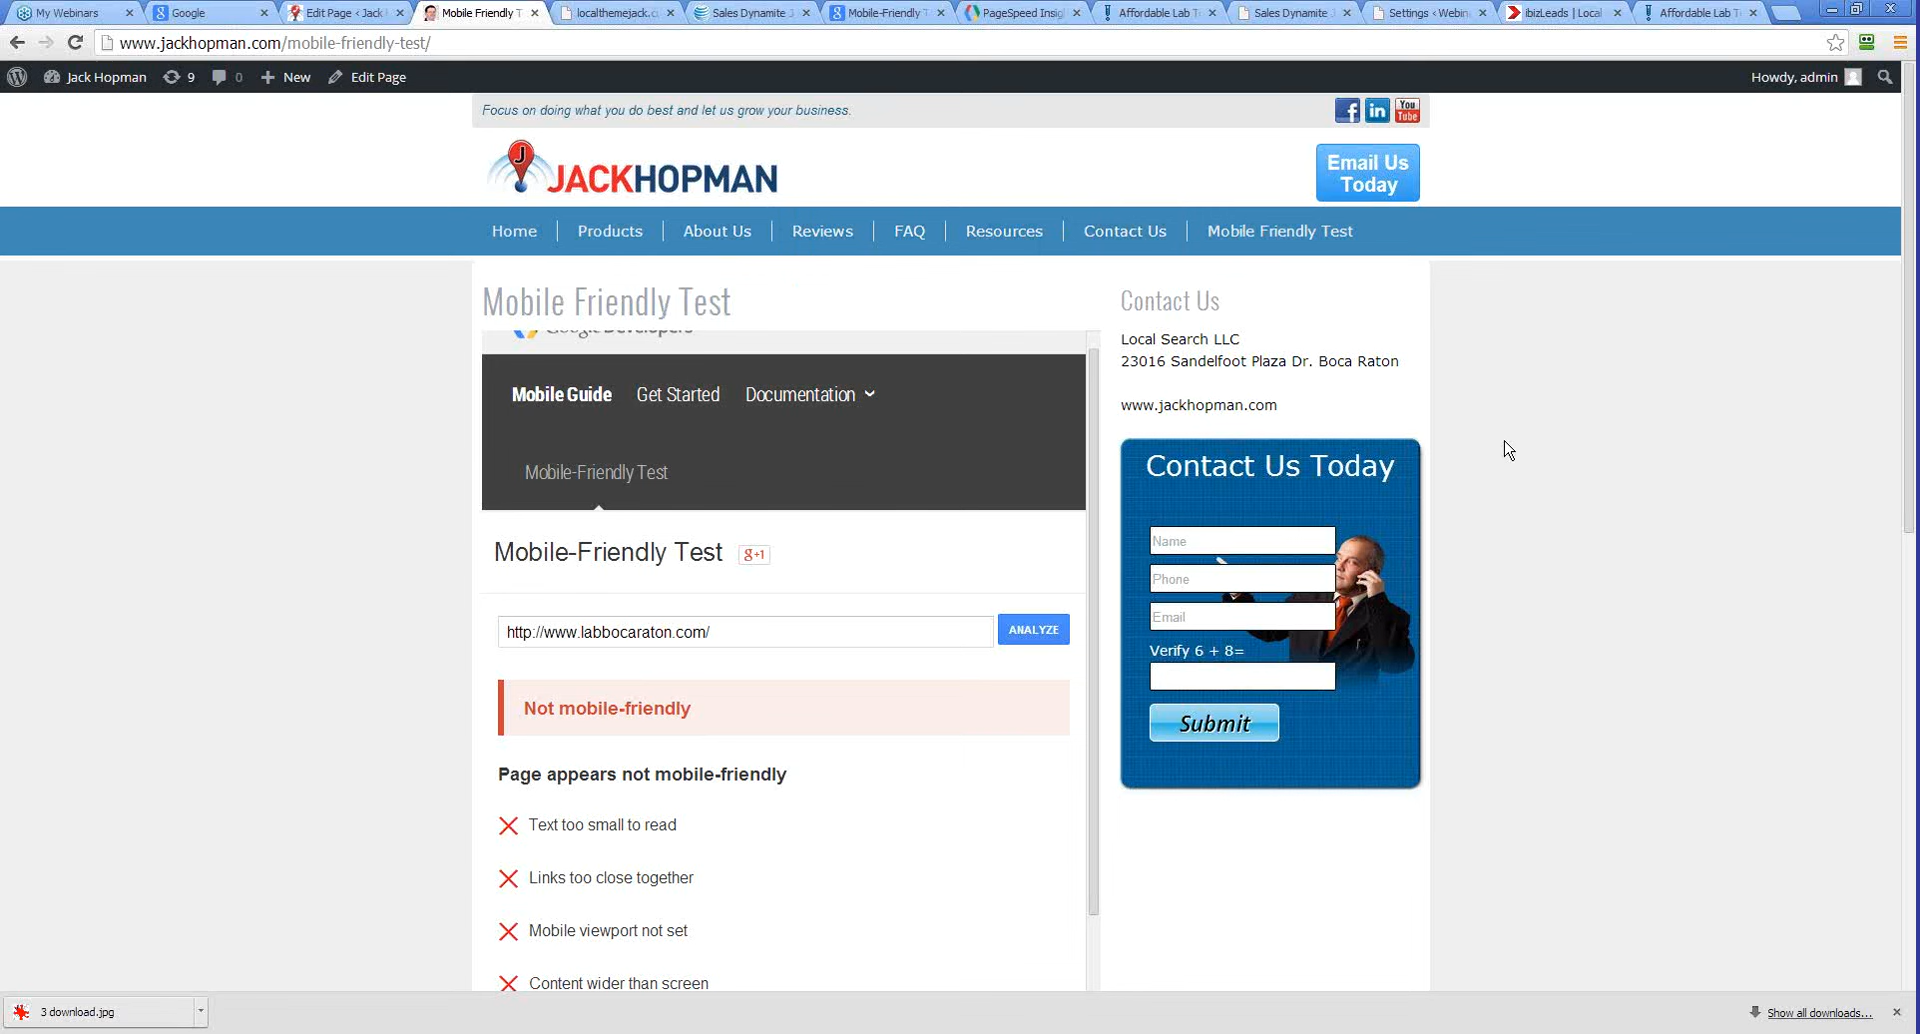 My Webinars
Google
Edit Page ‹ Jack
Mobile Friendly T
localthemejack.c
Sales Dynamite J
Mobile-Friendly T
PageSpeed Insig
Affordable Lab T
Sales Dynamite J
Settings ‹ Webin
ibizLeads | Local
Affordable Lab T
www.jackhopman.com/mobile-friendly-test/
Jack Hopman
9
0
New
Edit Page
Howdy, admin
Focus on doing what you do best and let us grow your business.
f
in
You Tube
J
JACKHOPMAN
Email Us
Today
Home
Products
About Us
Reviews
FAQ
Resources
Contact Us
Mobile Friendly Test
Mobile Friendly Test
Google Developers
Mobile Guide
Get Started
Documentation
Mobile-Friendly Test
Mobile-Friendly Test
g+1
http://www.labbocaraton.com/
ANALYZE
Not mobile-friendly
Page appears not mobile-friendly
Text too small to read
Links too close together
Mobile viewport not set
Content wider than screen
Contact Us
Local Search LLC
23016 Sandelfoot Plaza Dr. Boca Raton
www.jackhopman.com
Contact Us Today
Name
Phone
Email
Verify 6 + 8=
Submit
3 download.jpg
Show all downloads...